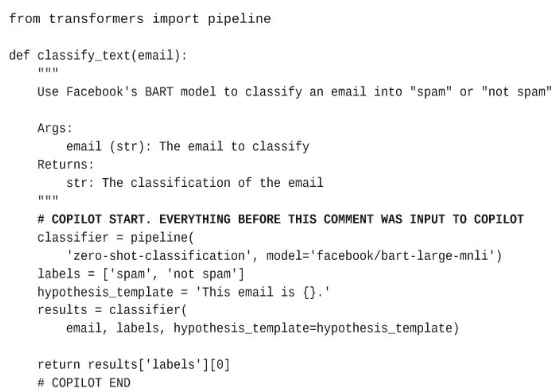 from transformers import pipeline

def classify_text(email):
    """
    Use Facebook's BART model to classify an email into "spam" or "not spam"

    Args:
        email (str): The email to classify
    Returns:
        str: The classification of the email
    """
    # COPILOT START. EVERYTHING BEFORE THIS COMMENT WAS INPUT TO COPILOT
    classifier = pipeline(
        'zero-shot-classification', model='facebook/bart-large-mnli')
    labels = ['spam', 'not spam']
    hypothesis_template = 'This email is {}.'
    results = classifier(
        email, labels, hypothesis_template=hypothesis_template)

    return results['labels'][0]
    # COPILOT END